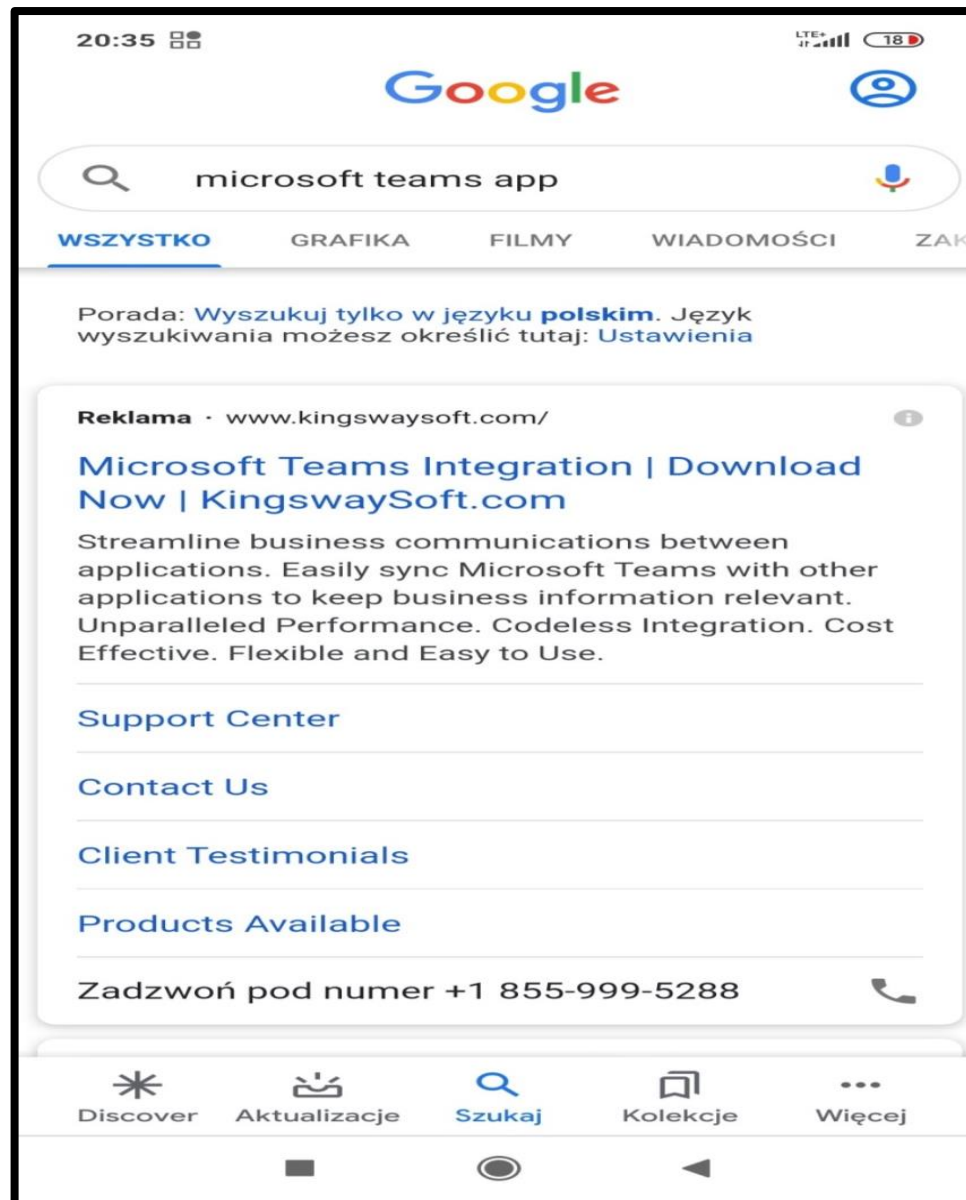 20:35 LTE+ 18
Google
microsoft teams app
WSZYSTKO GRAFIKA FILMY WIADOMOŚCI ZAK
Porada: Wyszukuj tylko w języku polskim. Język
wyszukiwania możesz określić tutaj: Ustawienia
Reklama · www.kingswaysoft.com/
Microsoft Teams Integration | Download
Now | KingswaySoft.com
Streamline business communications between
applications. Easily sync Microsoft Teams with other
applications to keep business information relevant.
Unparalleled Performance. Codeless Integration. Cost
Effective. Flexible and Easy to Use.
Support Center
Contact Us
Client Testimonials
Products Available
Zadzwoń pod numer +1 855-999-5288
Discover Aktualizacje Szukaj Kolekcje Więcej